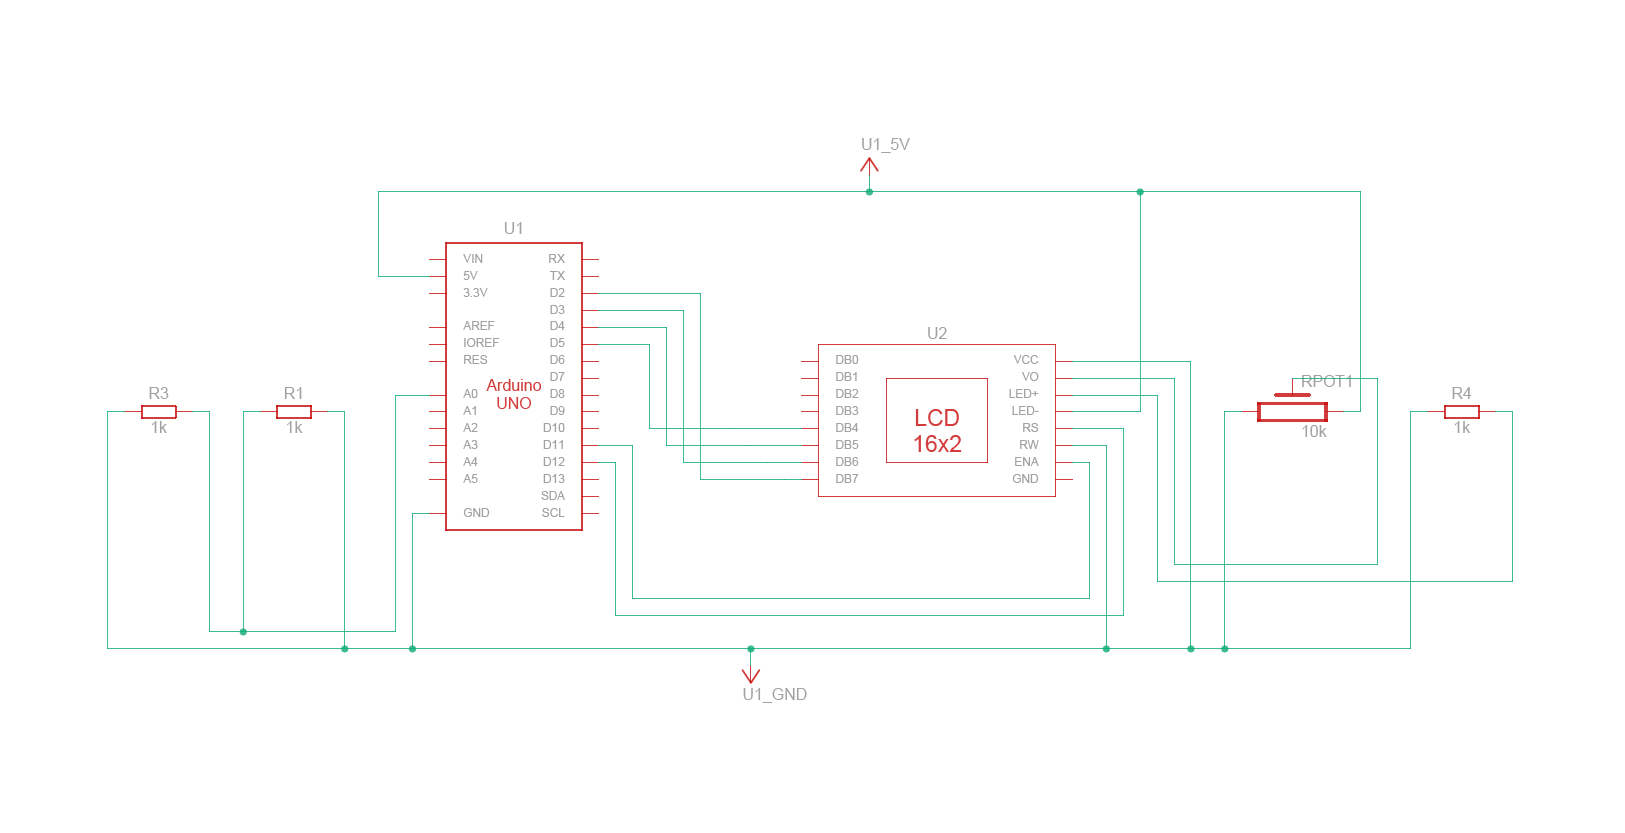 U1_5V
U1
VIN RX
5V TX
3.3V D2
D3
AREF D4
IOREF D5
RES D6
D7
A0 D8
A1 D9
A2 D10
A3 D11
A4 D12
A5 D13
SDA
GND SCL
Arduino
UNO
U2
DB0 VCC
DB1 VO
DB2 LED+
DB3 LED-
DB4 RS
DB5 RW
DB6 ENA
DB7 GND
LCD
16x2
R3
1k
R1
1k
RPOT1
10k
R4
1k
U1_GND